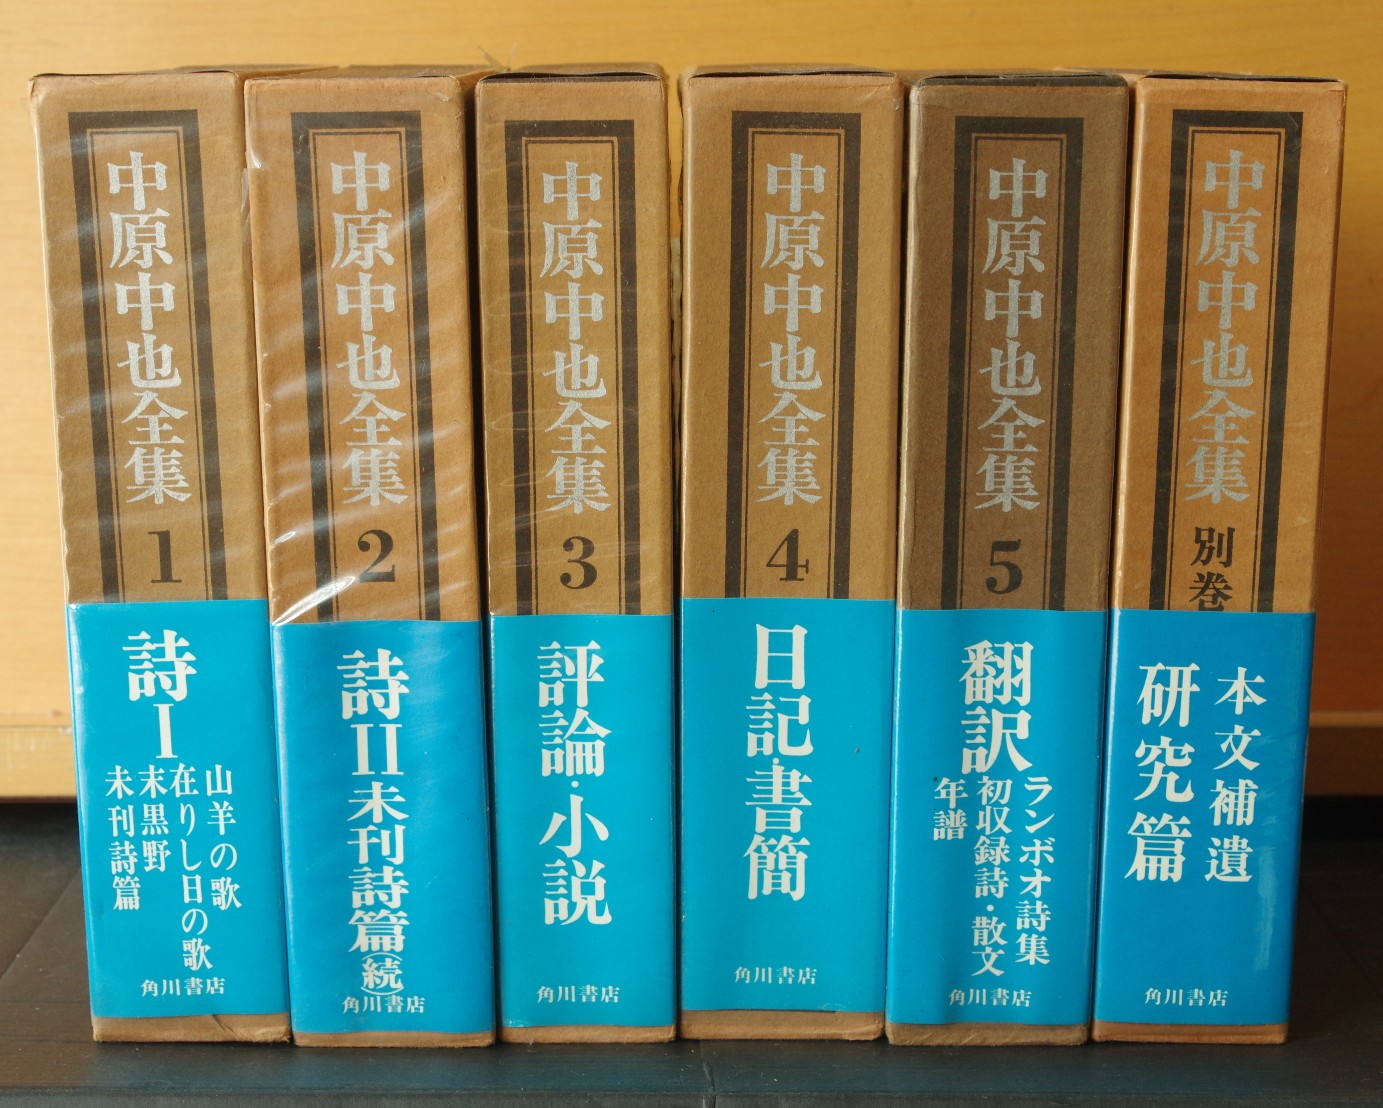 中原中也全集
1
詩I
山羊の歌
在りし日の歌
末黒野
未刊詩篇
角川書店
中原中也全集
2
詩II未刊詩篇(続)
角川書店
中原中也全集
3
評論・小説
角川書店
中原中也全集
4
日記・書簡
角川書店
中原中也全集
5
翻訳
ランボオ詩集
初収録詩・散文
年譜
角川書店
中原中也全集
別巻
本文補遺
研究篇
角川書店